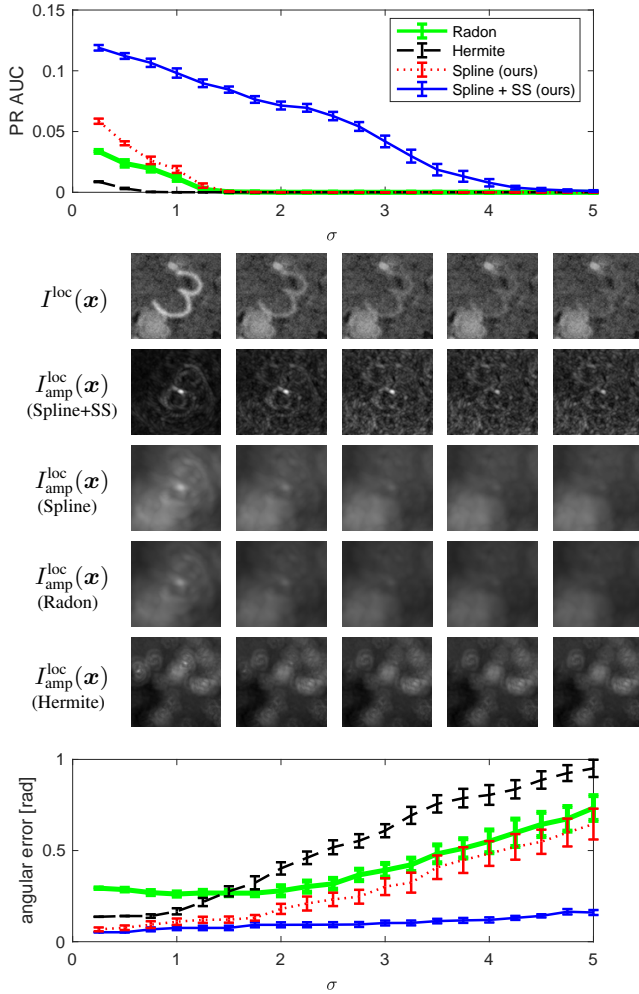 0.15
0.1
0.05
0
PR AUC
Radon
Hermite
Spline (ours)
Spline + SS (ours)
0 1 2 3 4 5
σ
I^loc(x)
I^loc_amp(x)
(Spline+SS)
I^loc_amp(x)
(Spline)
I^loc_amp(x)
(Radon)
I^loc_amp(x)
(Hermite)
1
0.5
0
angular error [rad]
0 1 2 3 4 5
σ